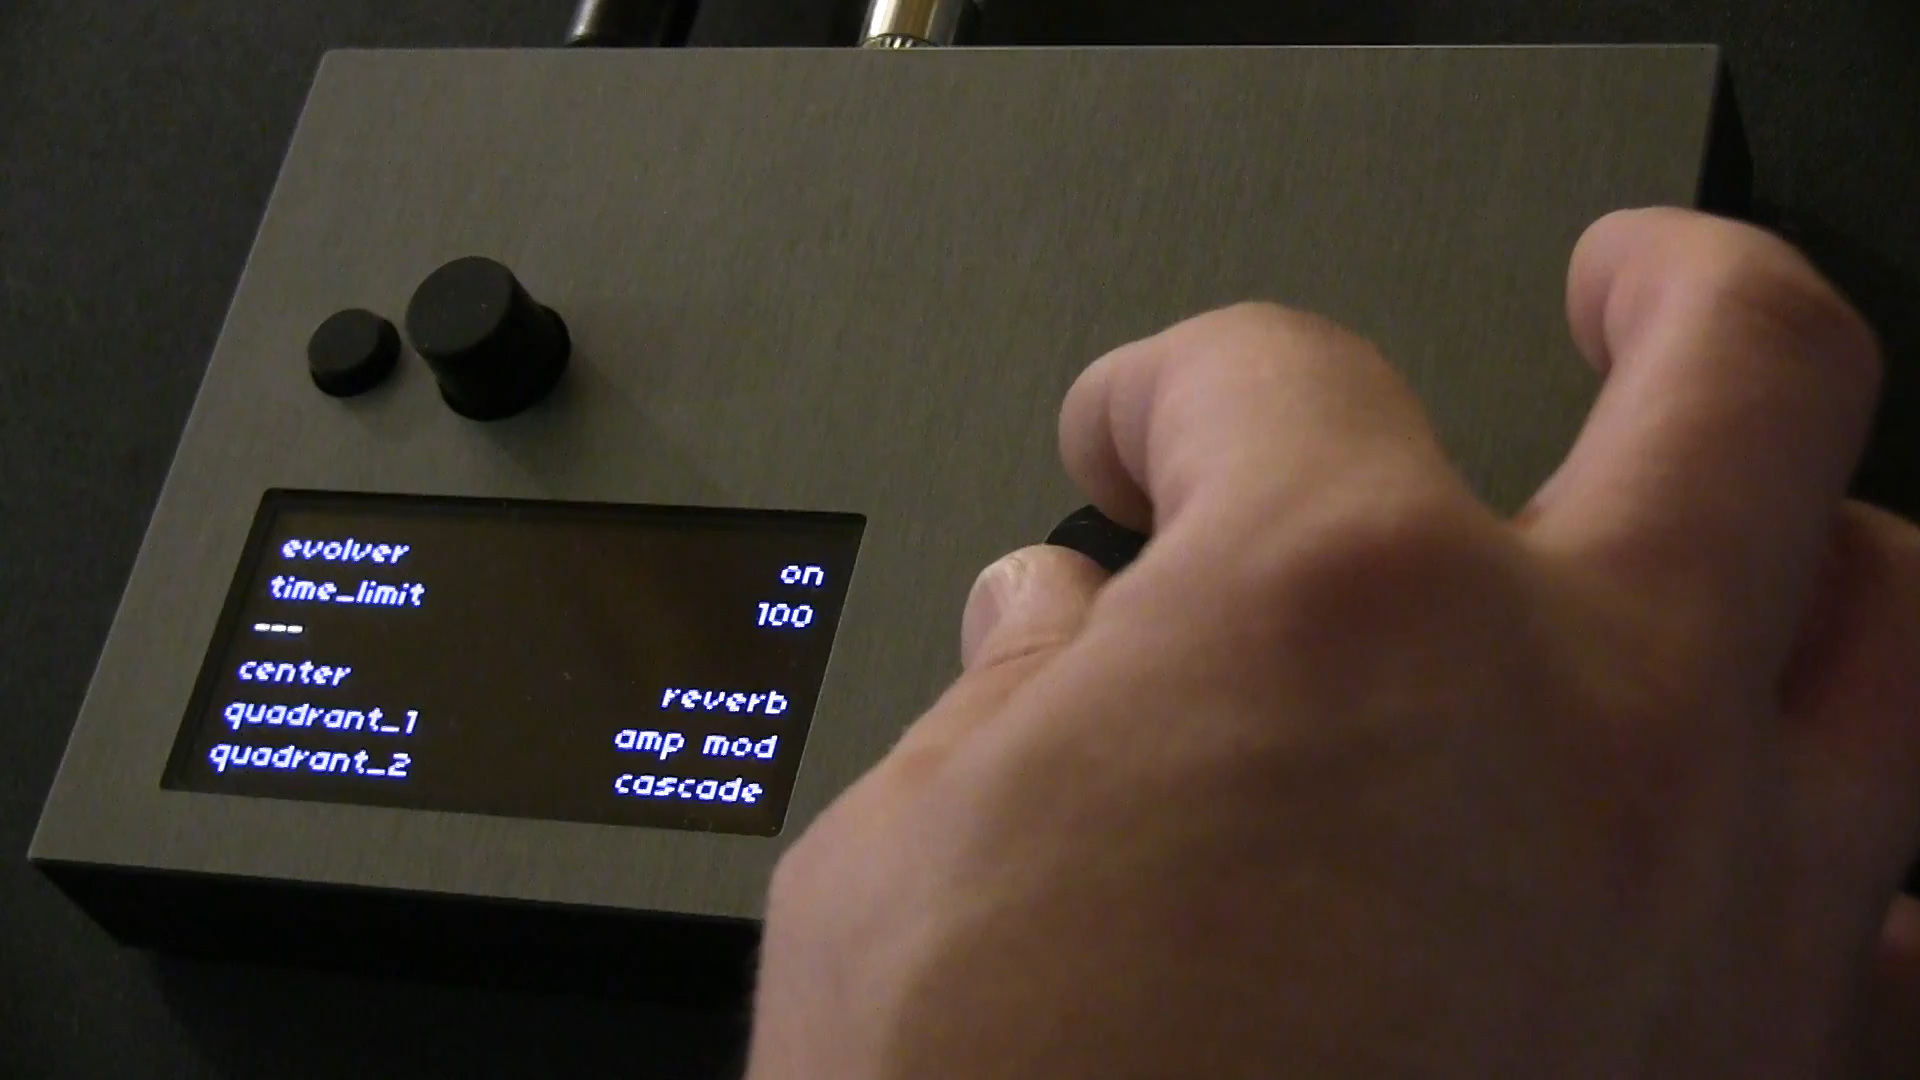 evolver on
time_limit 100
---
center reverb
quadrant_1 amp mod
quadrant_2 cascade